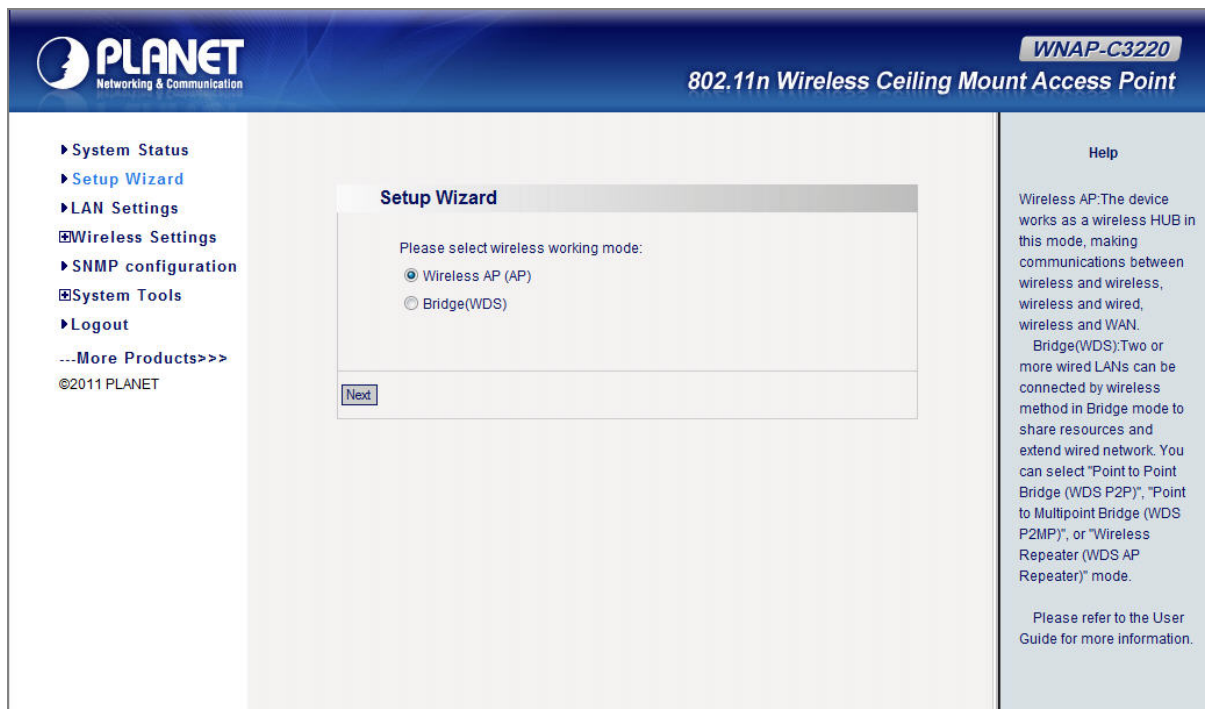 PLANET
Networking & Communication
WNAP-C3220
802.11n Wireless Ceiling Mount Access Point
System Status
Setup Wizard
LAN Settings
Wireless Settings
SNMP configuration
System Tools
Logout
---More Products>>>
©2011 PLANET
Setup Wizard
Please select wireless working mode:
Wireless AP (AP)
Bridge(WDS)
Next
Help
Wireless AP:The device
works as a wireless HUB in
this mode, making
communications between
wireless and wireless,
wireless and wired,
wireless and WAN.
Bridge(WDS):Two or
more wired LANs can be
connected by wireless
method in Bridge mode to
share resources and
extend wired network. You
can select "Point to Point
Bridge (WDS P2P)", "Point
to Multipoint Bridge (WDS
P2MP)", or "Wireless
Repeater (WDS AP
Repeater)" mode.
Please refer to the User
Guide for more information.